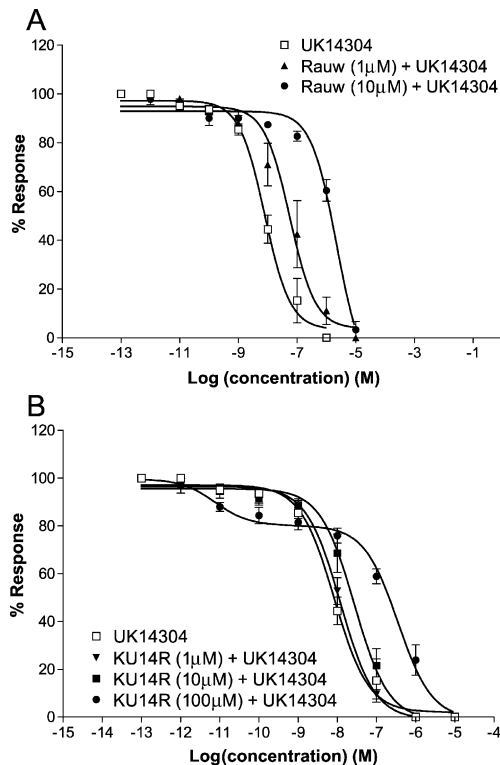 A
120
100
80
60
40
20
0
% Response
UK14304
Rauw (1μM) + UK14304
Rauw (10μM) + UK14304
-15 -13 -11 -9 -7 -5 -3 -1
Log (concentration) (M)
B
120
100
80
60
40
20
0
% Response
UK14304
KU14R (1μM) + UK14304
KU14R (10μM) + UK14304
KU14R (100μM) + UK14304
-15 -14 -13 -12 -11 -10 -9 -8 -7 -6 -5 -4
Log(concentration) (M)